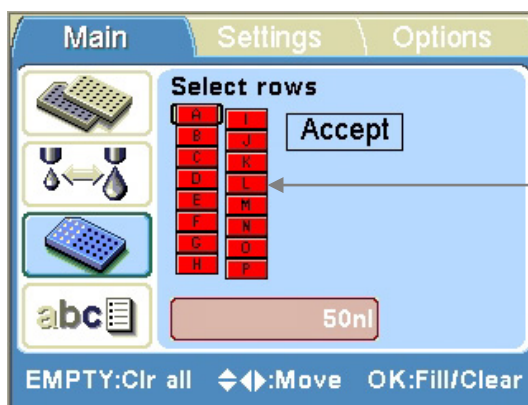 Main Settings Options
Select rows
A I
B J
C K
D L
E M
F N
G O
H P
Accept
abc
50nl
EMPTY:Clr all :Move OK:Fill/Clear